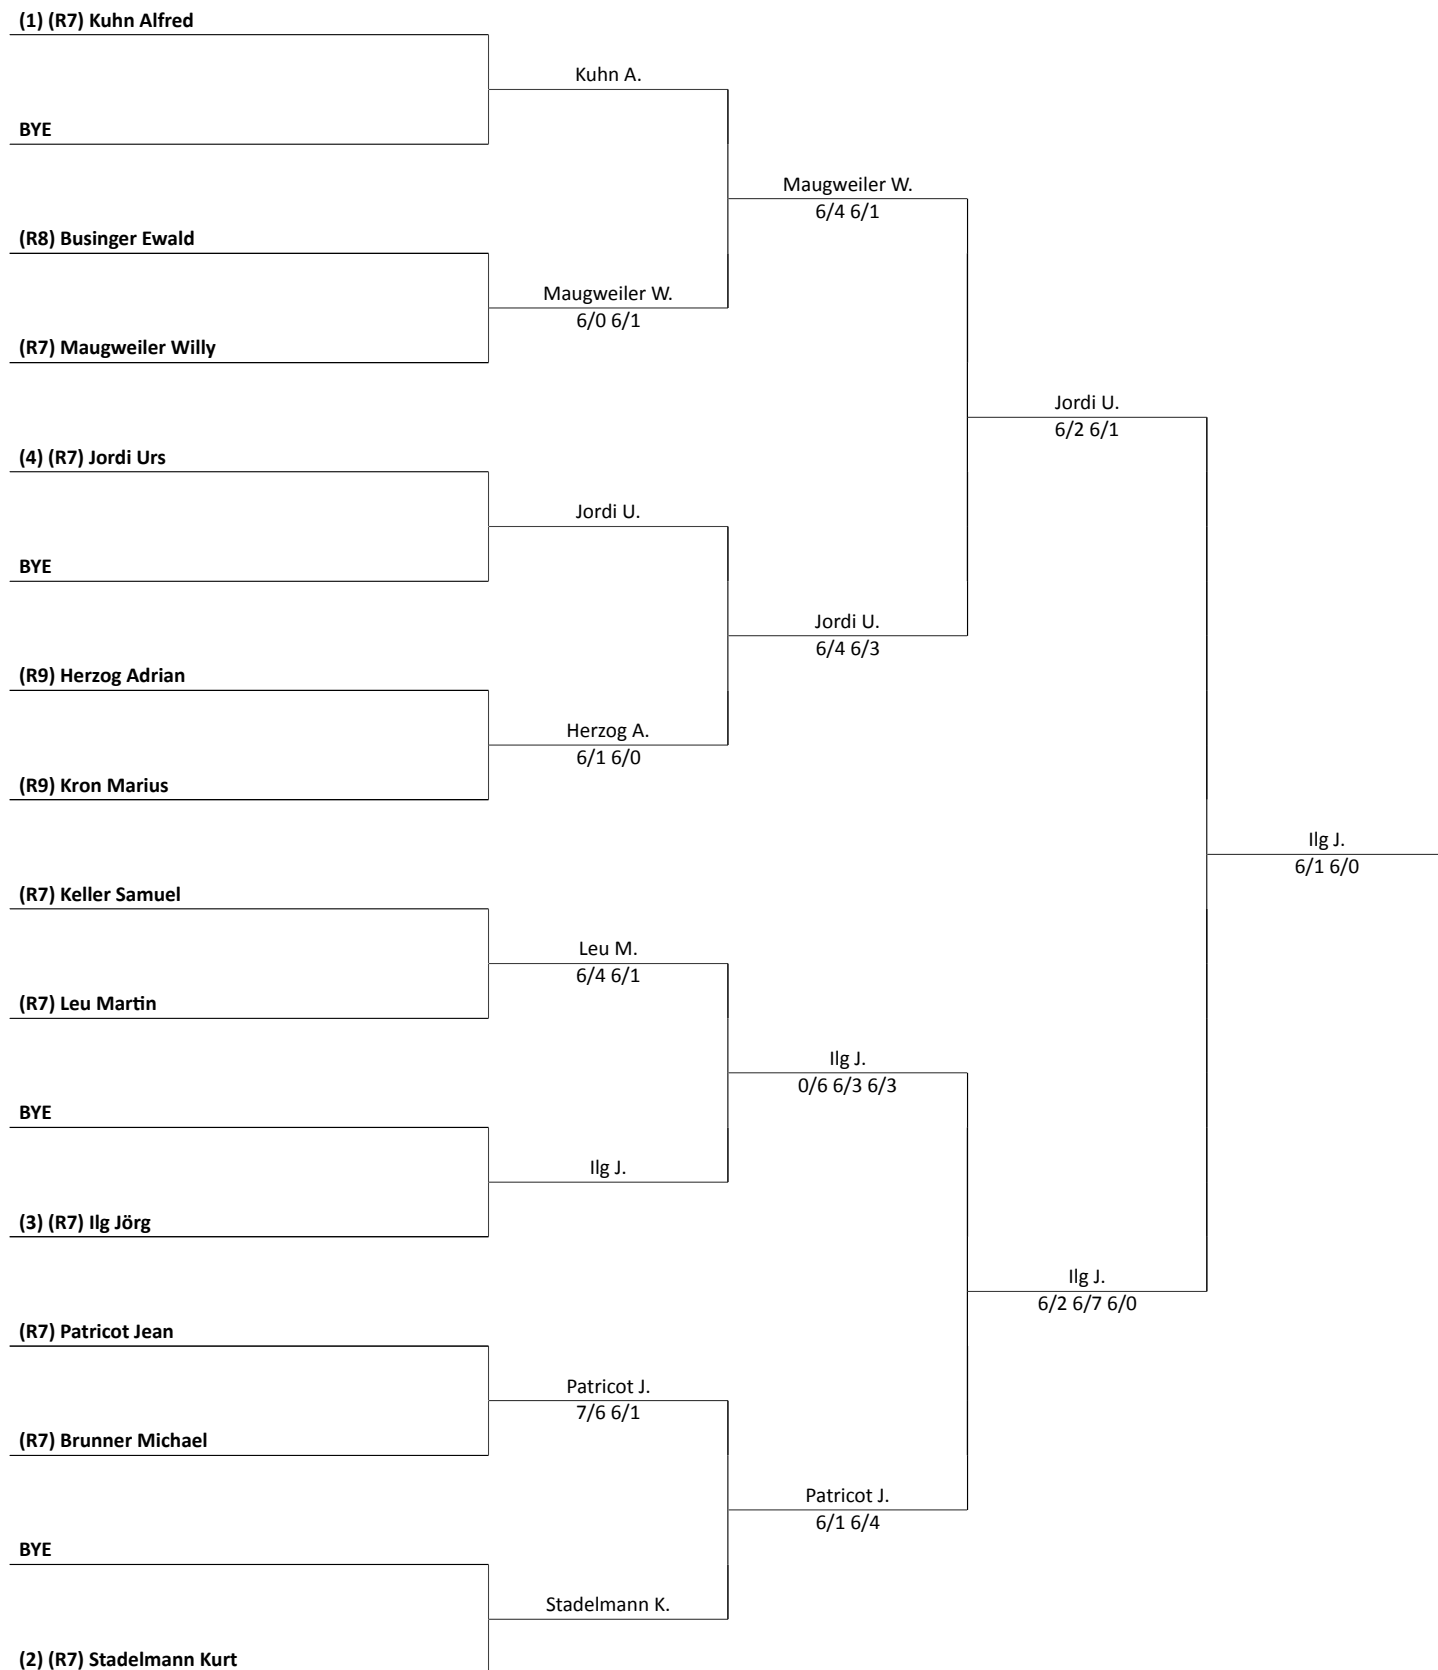 (1) (R7) Kuhn Alfred
Kuhn A.
BYE
Maugweiler W.
6/4 6/1
(R8) Businger Ewald
Maugweiler W.
6/0 6/1
(R7) Maugweiler Willy
Jordi U.
6/2 6/1
(4) (R7) Jordi Urs
Jordi U.
BYE
Jordi U.
6/4 6/3
(R9) Herzog Adrian
Herzog A.
6/1 6/0
(R9) Kron Marius
Ilg J.
6/1 6/0
(R7) Keller Samuel
Leu M.
6/4 6/1
(R7) Leu Martin
Ilg J.
0/6 6/3 6/3
BYE
Ilg J.
(3) (R7) Ilg Jörg
Ilg J.
6/2 6/7 6/0
(R7) Patricot Jean
Patricot J.
7/6 6/1
(R7) Brunner Michael
Patricot J.
6/1 6/4
BYE
Stadelmann K.
(2) (R7) Stadelmann Kurt